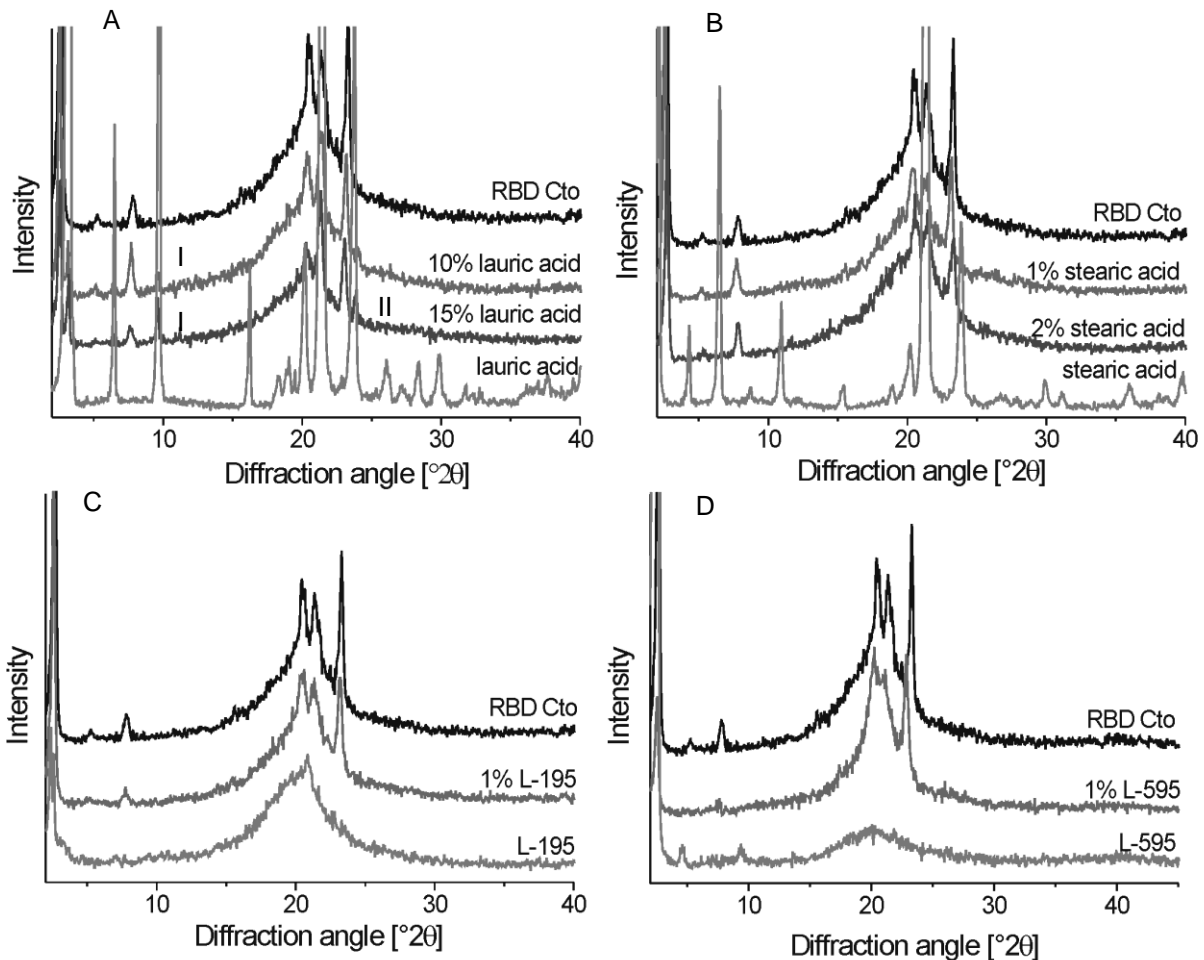 A
Intensity
RBD Cto
I
10% lauric acid
II
I
15% lauric acid
lauric acid
10 20 30 40
Diffraction angle [°2θ]
B
Intensity
RBD Cto
1% stearic acid
2% stearic acid
stearic acid
10 20 30 40
Diffraction angle [°2θ]
C
Intensity
RBD Cto
1% L-195
L-195
10 20 30 40
Diffraction angle [°2θ]
D
Intensity
RBD Cto
1% L-595
L-595
10 20 30 40
Diffraction angle [°2θ]